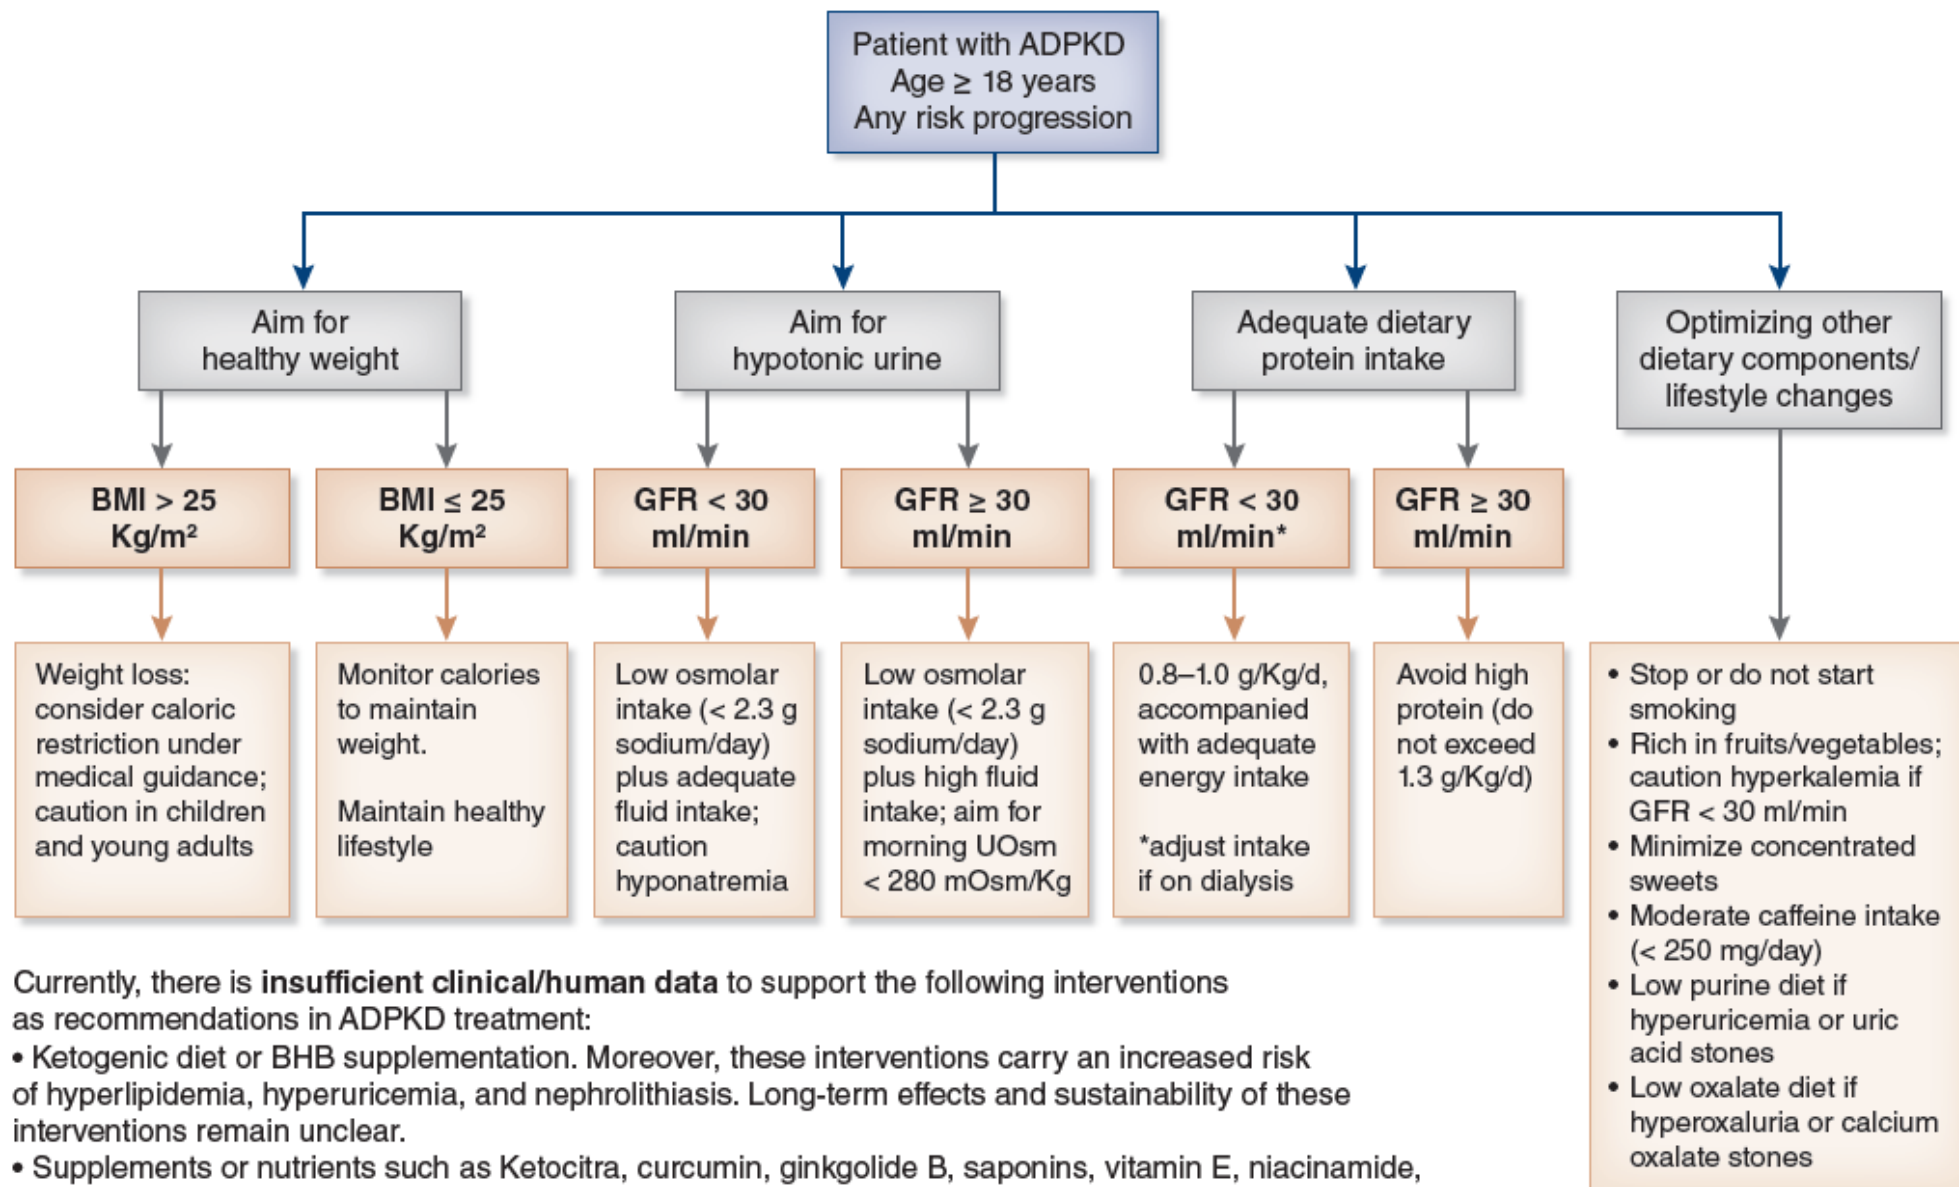 Patient with ADPKD
Age ≥ 18 years
Any risk progression
Aim for
healthy weight
Aim for
hypotonic urine
Adequate dietary
protein intake
Optimizing other
dietary components/
lifestyle changes
BMI > 25
Kg/m²
BMI ≤ 25
Kg/m²
GFR < 30
ml/min
GFR ≥ 30
ml/min
GFR < 30
ml/min*
GFR ≥ 30
ml/min
Weight loss:
consider caloric
restriction under
medical guidance;
caution in children
and young adults
Monitor calories
to maintain
weight.
Maintain healthy
lifestyle
Low osmolar
intake (< 2.3 g
sodium/day)
plus adequate
fluid intake;
caution
hyponatremia
Low osmolar
intake (< 2.3 g
sodium/day)
plus high fluid
intake; aim for
morning UOsm
< 280 mOsm/Kg
0.8–1.0 g/Kg/d,
accompanied
with adequate
energy intake
*adjust intake
if on dialysis
Avoid high
protein (do
not exceed
1.3 g/Kg/d)
• Stop or do not start
smoking
• Rich in fruits/vegetables;
caution hyperkalemia if
GFR < 30 ml/min
• Minimize concentrated
sweets
• Moderate caffeine intake
(< 250 mg/day)
• Low purine diet if
hyperuricemia or uric
acid stones
• Low oxalate diet if
hyperoxaluria or calcium
oxalate stones
Currently, there is insufficient clinical/human data to support the following interventions
as recommendations in ADPKD treatment:
• Ketogenic diet or BHB supplementation. Moreover, these interventions carry an increased risk
of hyperlipidemia, hyperuricemia, and nephrolithiasis. Long-term effects and sustainability of these
interventions remain unclear.
• Supplements or nutrients such as Ketocitra, curcumin, ginkgolide B, saponins, vitamin E, niacinamide,